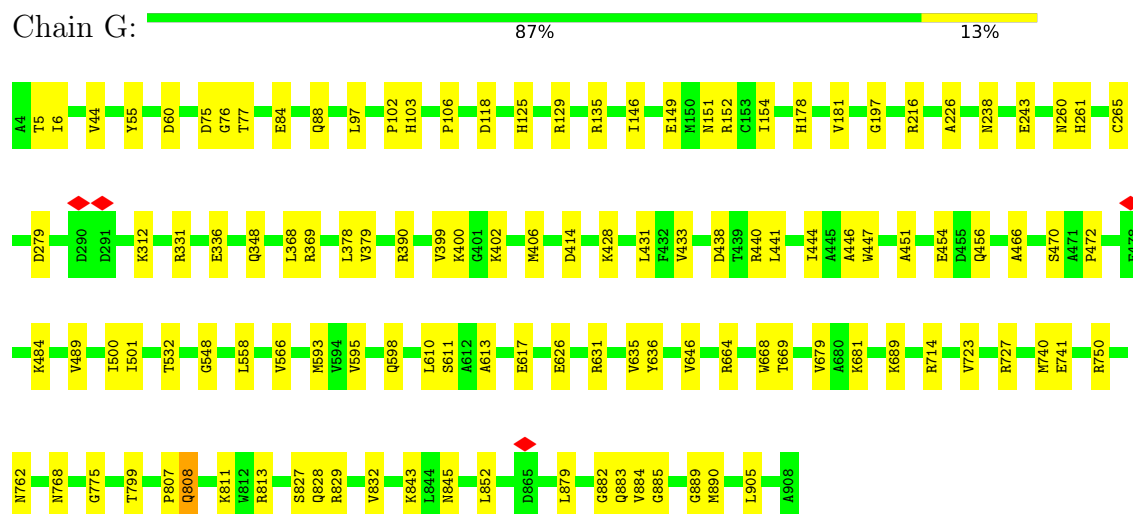 Chain G:
87% 13%
A4 T5 I6 V44 Y55 D60 D75 G76 T77 E84 Q88 L97 P102 H103 P106 D118 H125 R129 R135 I146 E149 M150 N151 R152 C153 I154 H178 V181 G197 R216 A226 N238 E243 N260 H261 C265
D279 D290 D291 K312 R331 E336 Q348 L368 R369 L378 V379 R390 V399 K400 G401 K402 M406 D414 K428 L431 F432 V433 D438 T439 R440 L441 I444 A445 A446 W447 A451 E454 D455 Q456 A466 S470 A471 P472
K484 V489 I500 I501 T532 G548 L558 V566 M593 V594 V595 Q598 L610 S611 A612 A613 E617 E626 R631 V635 Y636 V646 R664 W668 T669 V679 A680 K681 K689 R714 V723 R727 M740 E741 R750
N762 N768 G775 T799 P807 Q808 K811 W812 R813 S827 Q828 R829 V832 K843 L844 N845 L852 D865 L879 G882 Q883 V884 G885 G889 M890 L905 A908